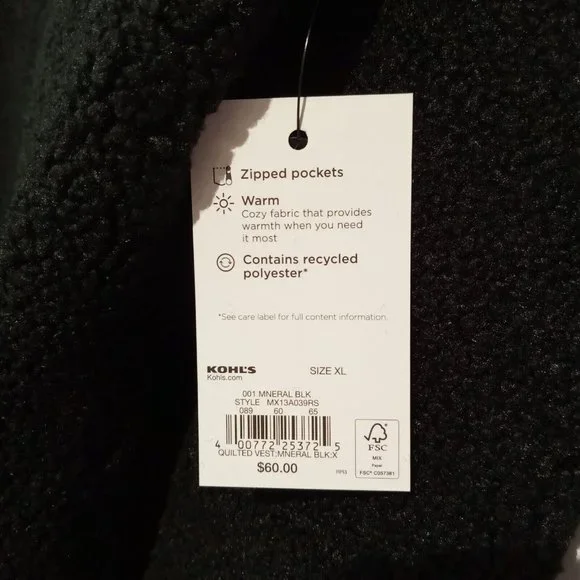 Zipped pockets
Warm
Cozy fabric that provides
warmth when you need
it most
Contains recycled
polyester*
*See care label for full content information.
KOHL'S
Kohls.com
SIZE XL
001 MNERAL BLK
STYLE MX13A039RS
089 60 65
4 00772 25372 5
QUILTED VEST:MNERAL BLK:X
$60.00
FSC
MIX
Paper